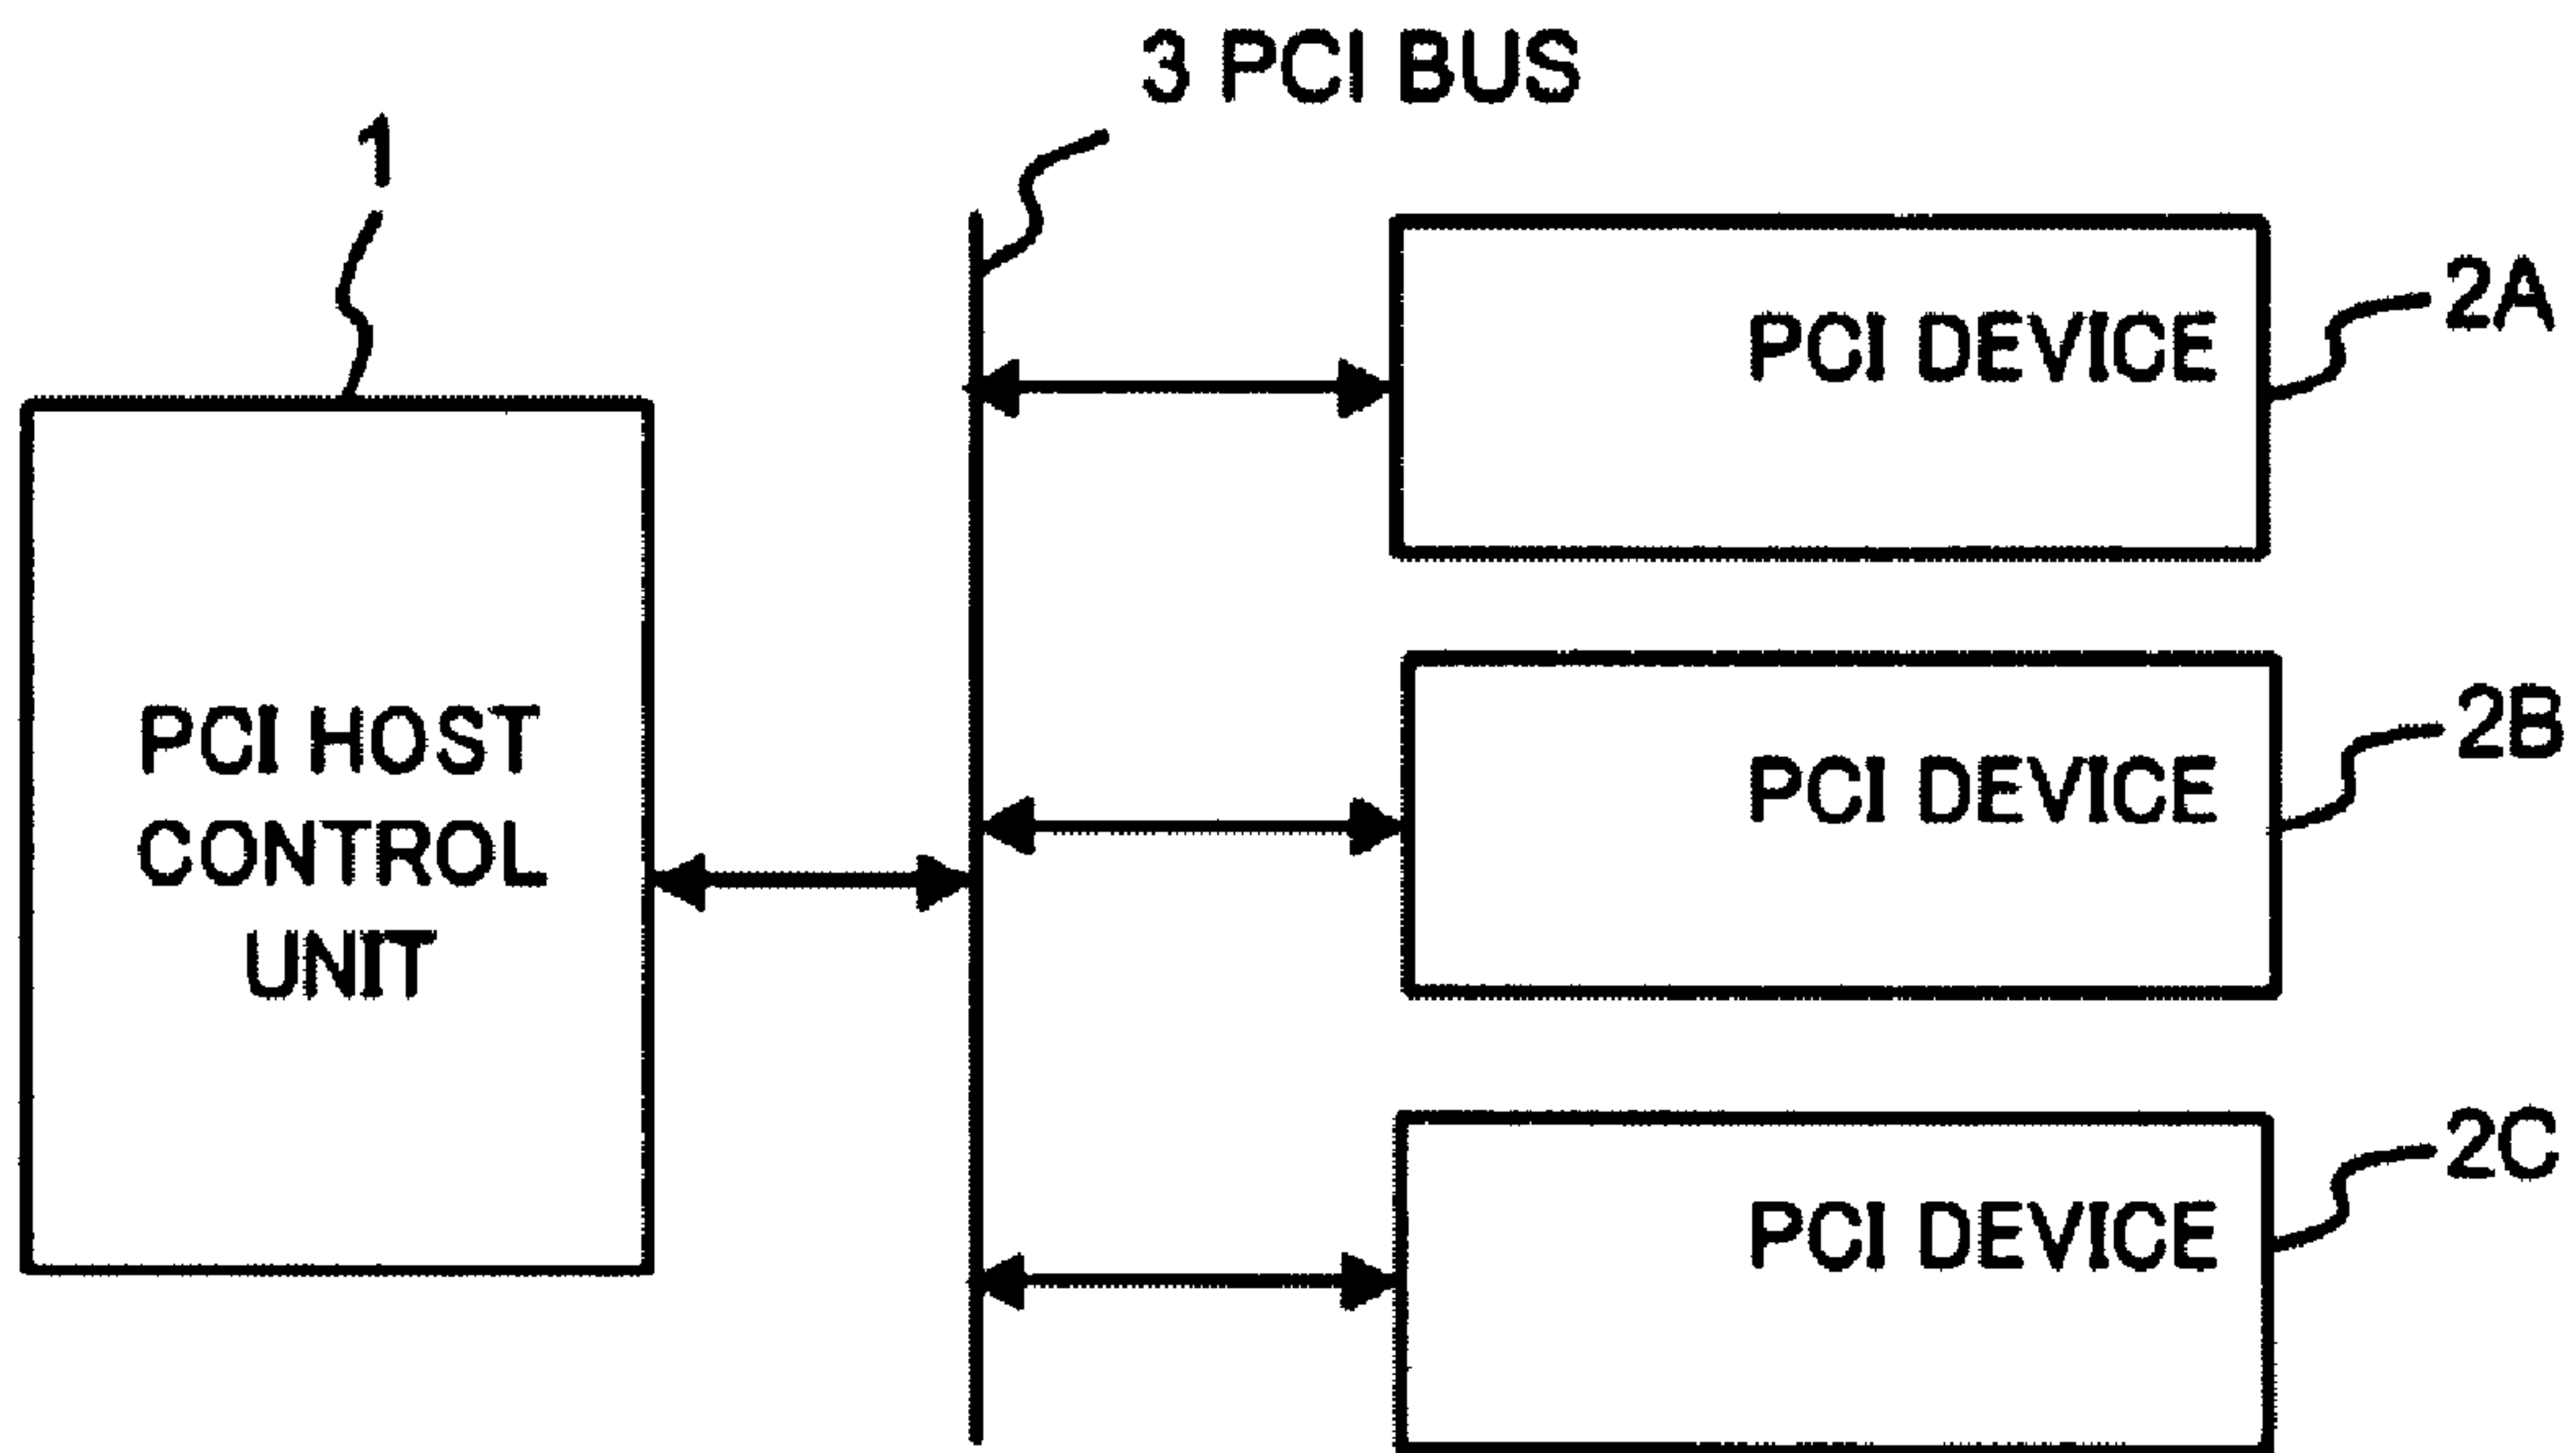 3 PCI BUS
1
PCI DEVICE
2A
PCI HOST
CONTROL
UNIT
PCI DEVICE
2B
PCI DEVICE
2C